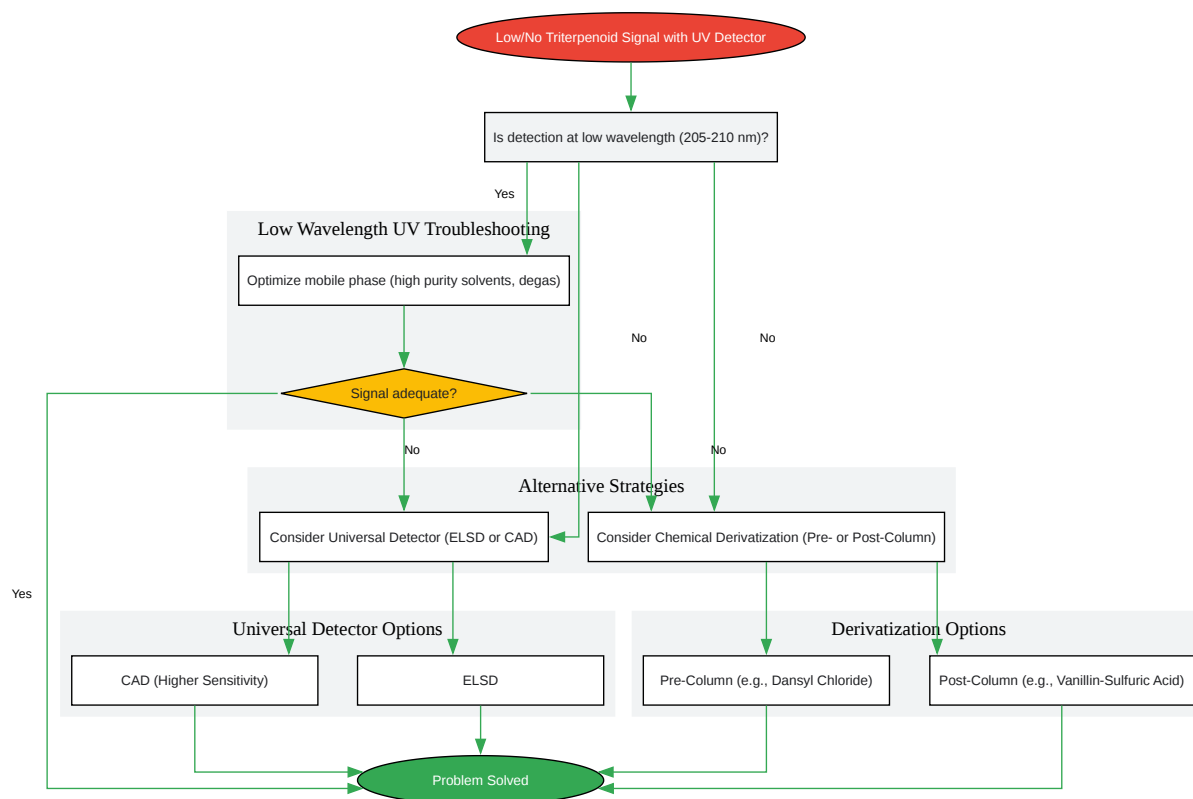 Low/No Triterpenoid Signal with UV Detector
Is detection at low wavelength (205-210 nm)?
Yes
Low Wavelength UV Troubleshooting
Optimize mobile phase (high purity solvents, degas)
No
No
Signal adequate?
No
No
Alternative Strategies
Consider Universal Detector (ELSD or CAD)
Consider Chemical Derivatization (Pre- or Post-Column)
Yes
Universal Detector Options
Derivatization Options
CAD (Higher Sensitivity)
ELSD
Pre-Column (e.g., Dansyl Chloride)
Post-Column (e.g., Vanillin-Sulfuric Acid)
Problem Solved